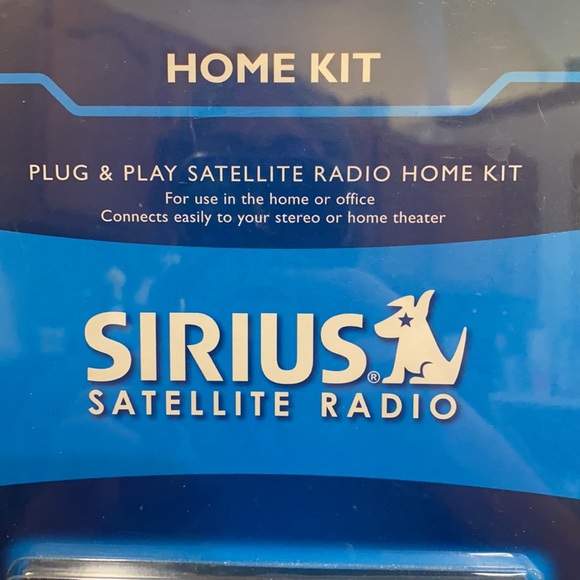 HOME KIT
PLUG & PLAY SATELLITE RADIO HOME KIT
For use in the home or office
Connects easily to your stereo or home theater
SIRIUS®
SATELLITE RADIO